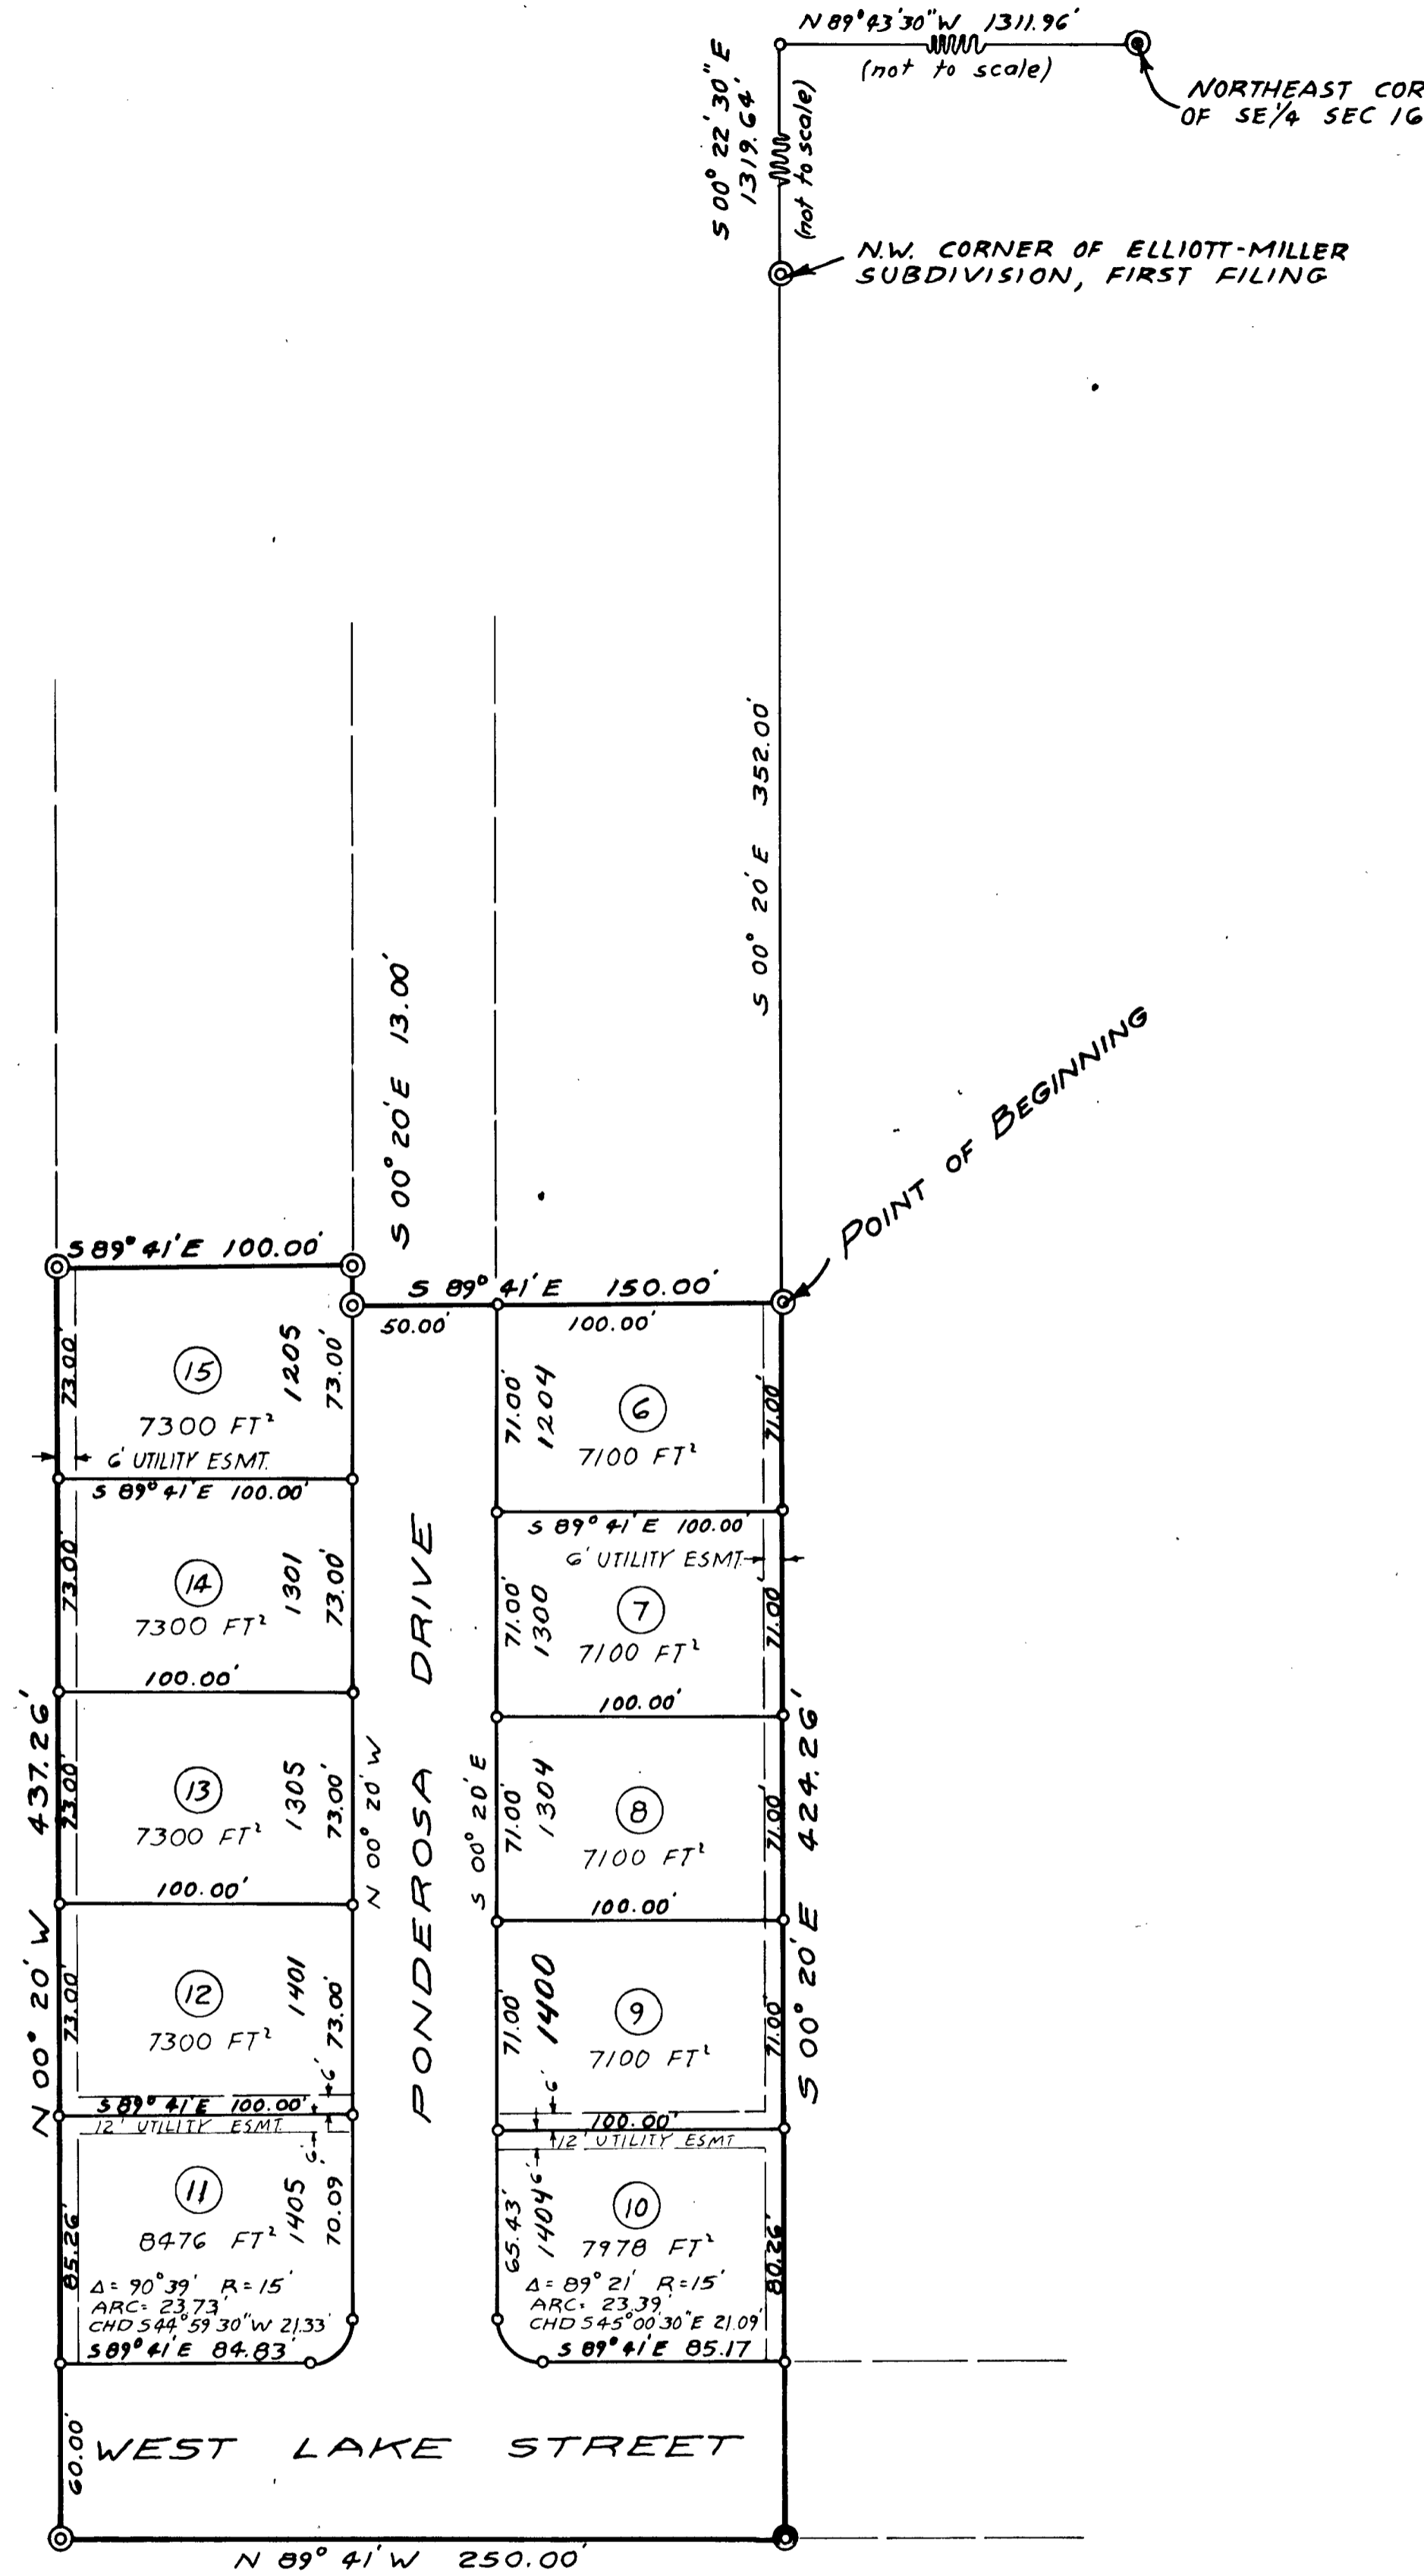 N 89° 43' 30" W 1311.96'
(not to scale)
S 00° 22' 30" E
1319.64'
(not to scale)
NORTHEAST COR
OF SE 1/4 SEC 16
N.W. CORNER OF ELLIOTT-MILLER
SUBDIVISION, FIRST FILING
S 00° 20' E 352.00'
S 00° 20' E 13.00'
POINT OF BEGINNING
S 89° 41' E 100.00'
S 89° 41' E 150.00'
50.00'
100.00'
73.00'
15
1205
73.00'
7300 FT²
6' UTILITY ESMT.
S 89° 41' E 100.00'
71.00'
1204
6
7100 FT²
71.00'
S 89° 41' E 100.00'
6' UTILITY ESMT.
73.00'
14
1301
73.00'
7300 FT²
100.00'
71.00'
1300
7
7100 FT²
71.00'
100.00'
73.00'
13
1305
73.00'
7300 FT²
100.00'
71.00'
1304
8
7100 FT²
71.00'
100.00'
N 00° 20' W 437.26'
N 00° 20' W
PONDEROSA DRIVE
S 00° 20' E
S 00° 20' E 424.26'
73.00'
12
1401
73.00'
7300 FT²
6'
S 89° 41' E 100.00'
12' UTILITY ESMT.
6'
71.00'
1400
9
7100 FT²
71.00'
6'
100.00'
12' UTILITY ESMT
6'
85.26'
11
1405
70.09'
8476 FT²
Δ= 90° 39' R=15'
ARC= 23.73'
CHD S 44° 59' 30" W 21.33'
S 89° 41' E 84.83'
65.43'
1404
10
7978 FT²
80.26'
Δ= 89° 21' R=15'
ARC= 23.39'
CHD S 45° 00' 30" E 21.09'
S 89° 41' E 85.17
60.00'
WEST LAKE STREET
N 89° 41' W 250.00'